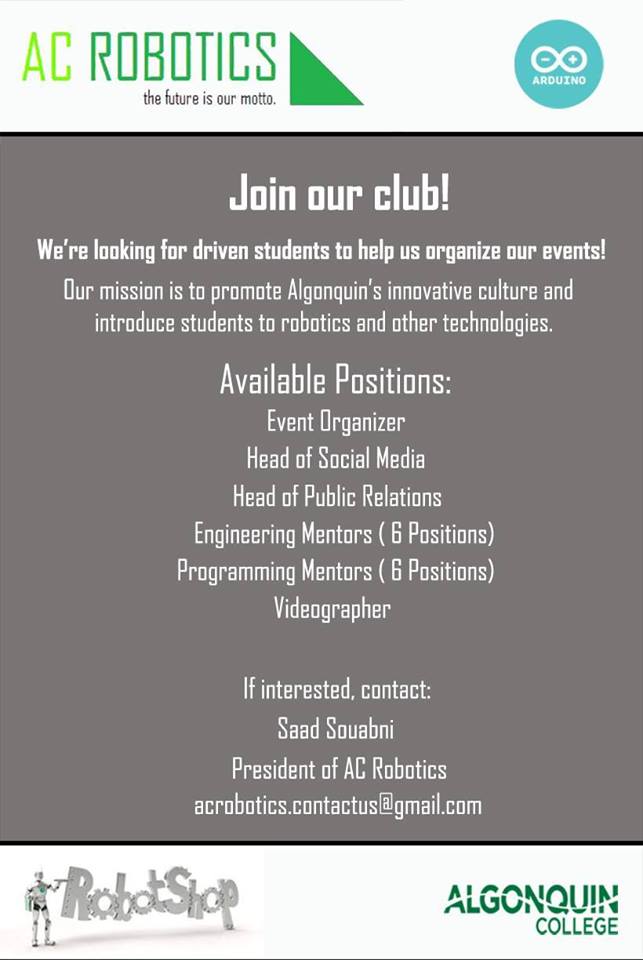 AC ROBOTICS
the future is our motto.
ARDUINO
Join our club!
We're looking for driven students to help us organize our events!
Our mission is to promote Algonquin's innovative culture and
introduce students to robotics and other technologies.
Available Positions:
Event Organizer
Head of Social Media
Head of Public Relations
Engineering Mentors ( 6 Positions)
Programming Mentors ( 6 Positions)
Videographer
If interested, contact:
Saad Souabni
President of AC Robotics
acrobotics.contactus@gmail.com
RobotShop
ALGONQUIN
COLLEGE